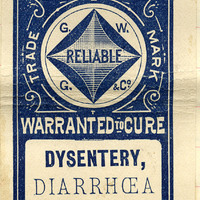 TRADE MARK
G. W.
RELIABLE
G. & Co.
WARRANTED TO CURE
DYSENTERY,
DIARRHŒA